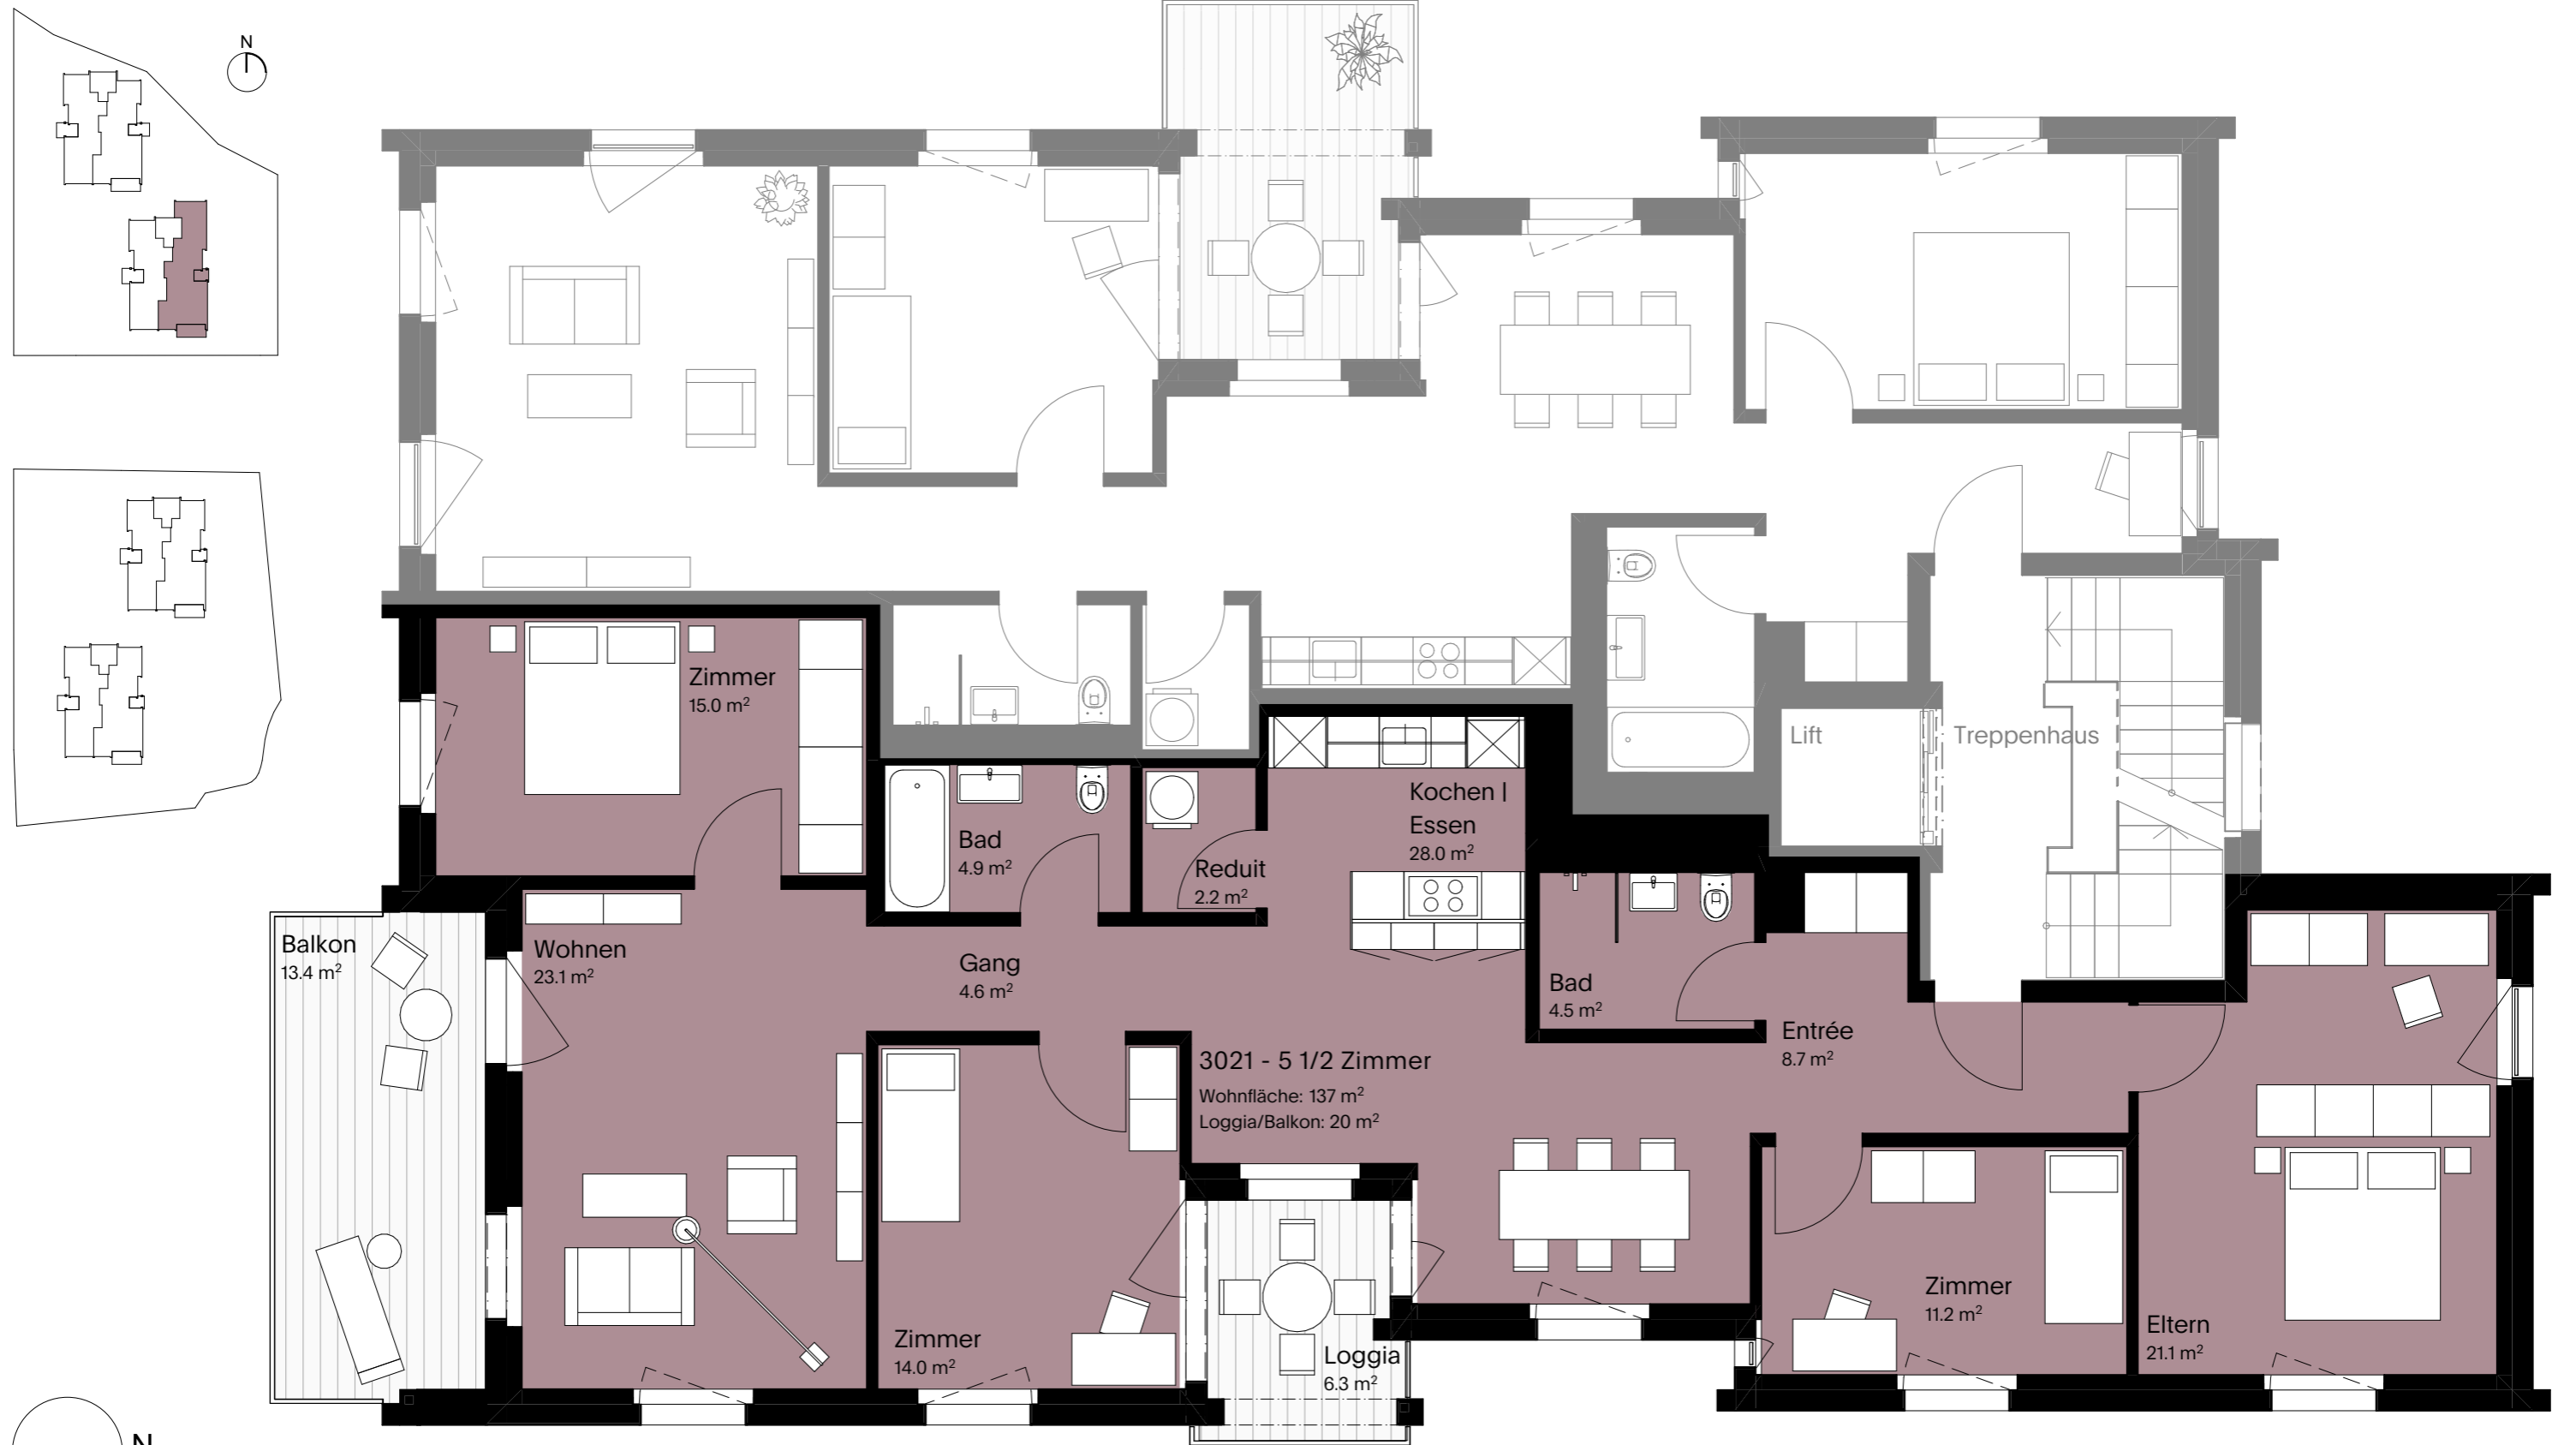 N
Zimmer
15.0 m²
Lift
Treppenhaus
Kochen |
Essen
28.0 m²
Bad
4.9 m²
Reduit
2.2 m²
Balkon
13.4 m²
Wohnen
23.1 m²
Gang
4.6 m²
Bad
4.5 m²
Entrée
8.7 m²
3021 - 5 1/2 Zimmer
Wohnfläche: 137 m²
Loggia/Balkon: 20 m²
Zimmer
14.0 m²
Loggia
6.3 m²
Zimmer
11.2 m²
Eltern
21.1 m²
N